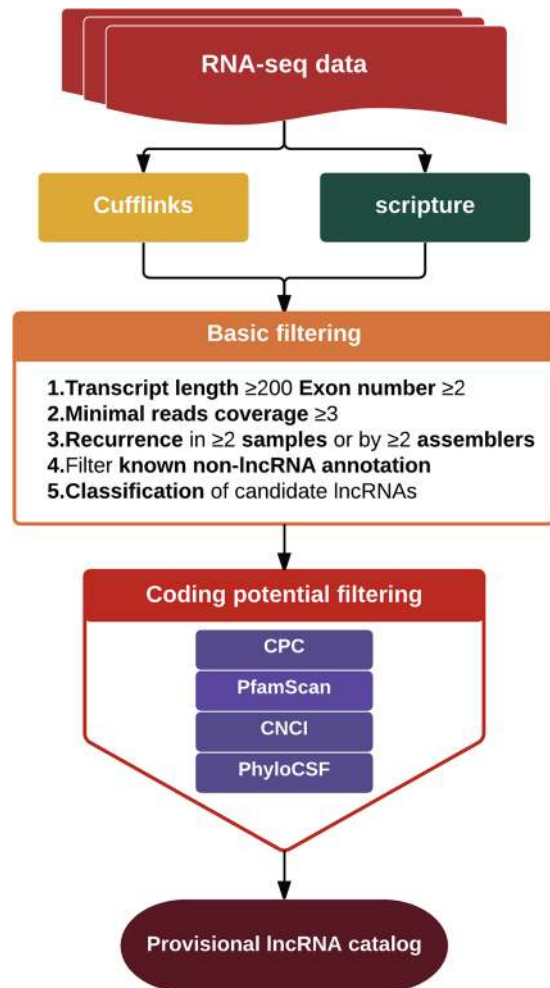 RNA-seq data
Cufflinks
scripture
Basic filtering
1.Transcript length ≥200 Exon number ≥2
2.Minimal reads coverage ≥3
3.Recurrence in ≥2 samples or by ≥2 assemblers
4.Filter known non-lncRNA annotation
5.Classification of candidate lncRNAs
Coding potential filtering
CPC
PfamScan
CNCI
PhyloCSF
Provisional lncRNA catalog